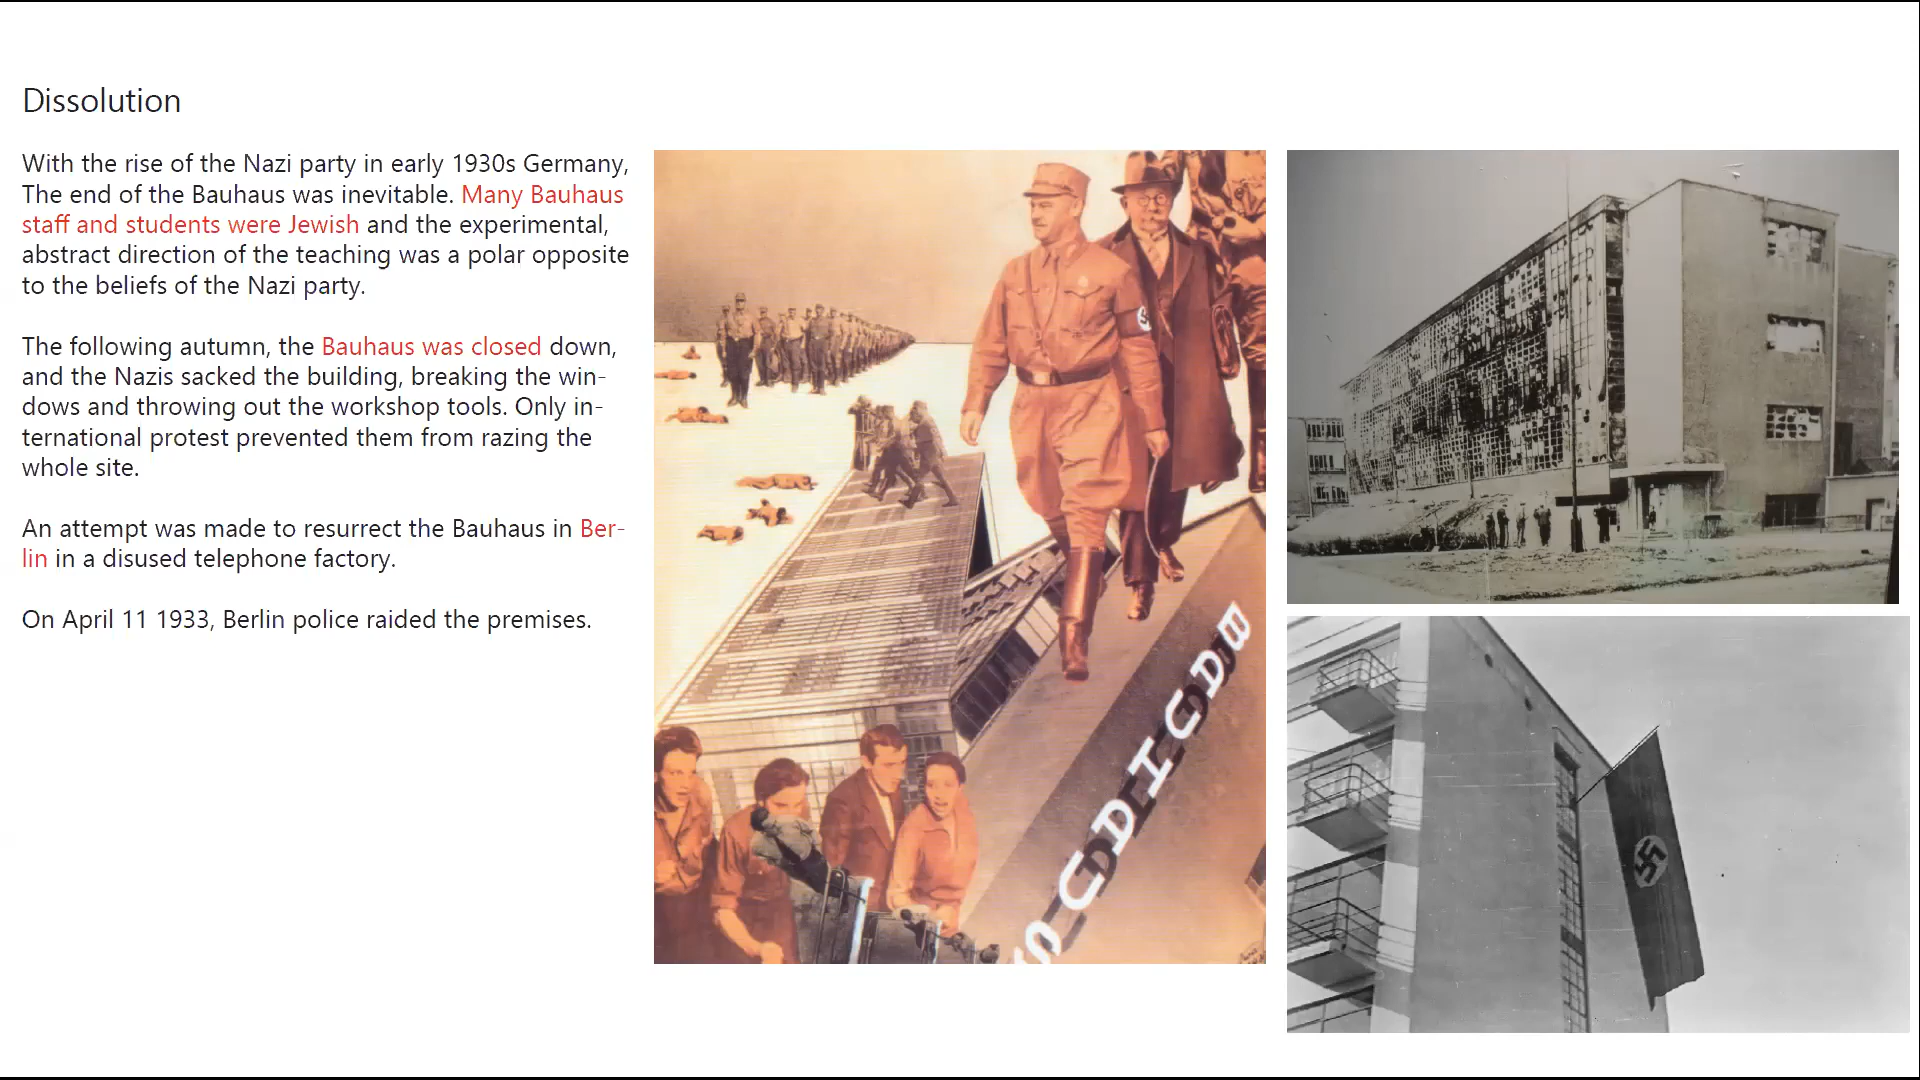 Dissolution
With the rise of the Nazi party in early 1930s Germany,
The end of the Bauhaus was inevitable. Many Bauhaus
staff and students were Jewish and the experimental,
abstract direction of the teaching was a polar opposite
to the beliefs of the Nazi party.
The following autumn, the Bauhaus was closed down,
and the Nazis sacked the building, breaking the win-
dows and throwing out the workshop tools. Only in-
ternational protest prevented them from razing the
whole site.
An attempt was made to resurrect the Bauhaus in Ber-
lin in a disused telephone factory.
On April 11 1933, Berlin police raided the premises.